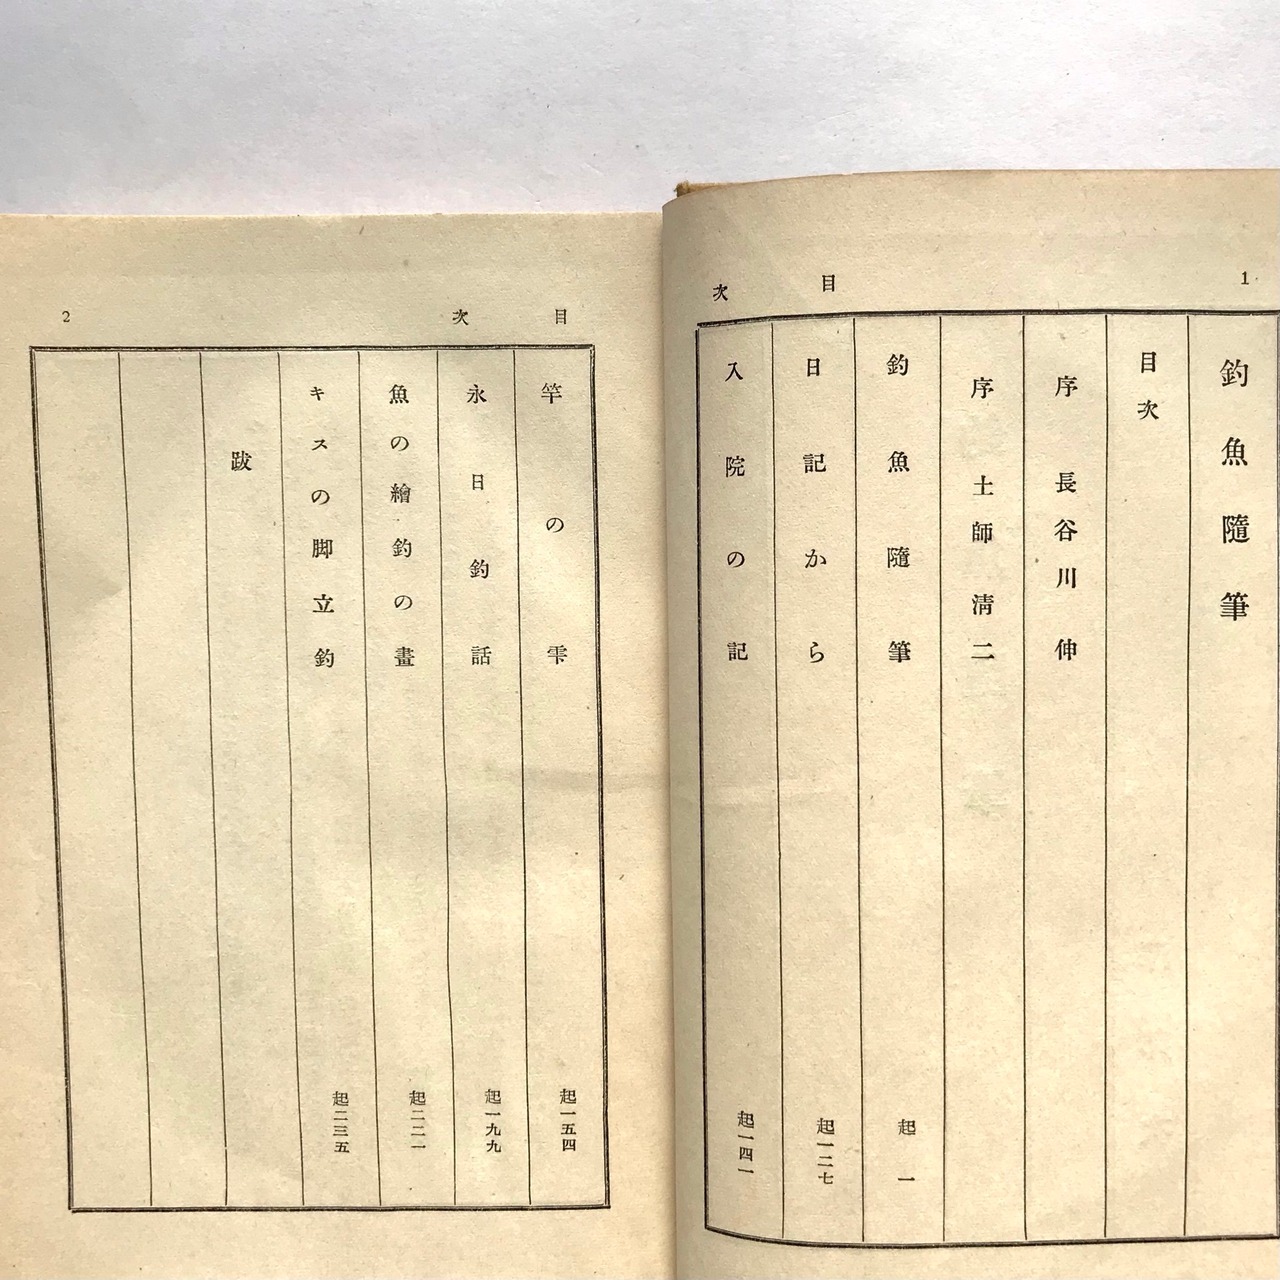 目次
1
釣魚隨筆
目次
序 長谷川伸
序 土師淸二
釣魚隨筆 起一
日記から 起一二七
入院の記 起一四一
目次
2
竿の雫 起一五四
永日釣話 起一九九
魚の繪釣の畫 起二二一
キスの脚立釣 起二三五
跋